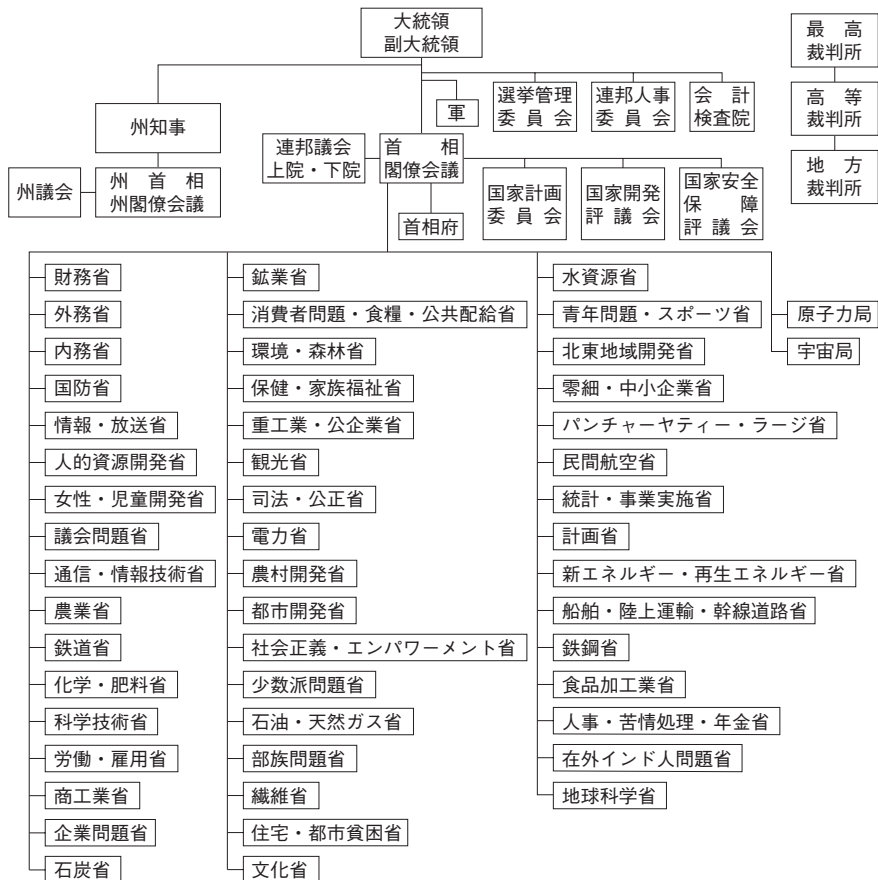 大統領
副大統領
最高
裁判所
高等
裁判所
地方
裁判所
軍
選挙管理
委員会
連邦人事
委員会
会計
検査院
州知事
州議会
州首相
州閣僚会議
連邦議会
上院・下院
首相
閣僚会議
首相府
国家計画
委員会
国家開発
評議会
国家安全
保障
評議会
財務省
外務省
内務省
国防省
情報・放送省
人的資源開発省
女性・児童開発省
議会問題省
通信・情報技術省
農業省
鉄道省
化学・肥料省
科学技術省
労働・雇用省
商工業省
企業問題省
石炭省
鉱業省
消費者問題・食糧・公共配給省
環境・森林省
保健・家族福祉省
重工業・公企業省
観光省
司法・公正省
電力省
農村開発省
都市開発省
社会正義・エンパワーメント省
少数派問題省
石油・天然ガス省
部族問題省
繊維省
住宅・都市貧困省
文化省
水資源省
青年問題・スポーツ省
北東地域開発省
零細・中小企業省
パンチャーヤティー・ラージ省
民間航空省
統計・事業実施省
計画省
新エネルギー・再生エネルギー省
船舶・陸上運輸・幹線道路省
鉄鋼省
食品加工業省
人事・苦情処理・年金省
在外インド人問題省
地球科学省
原子力局
宇宙局